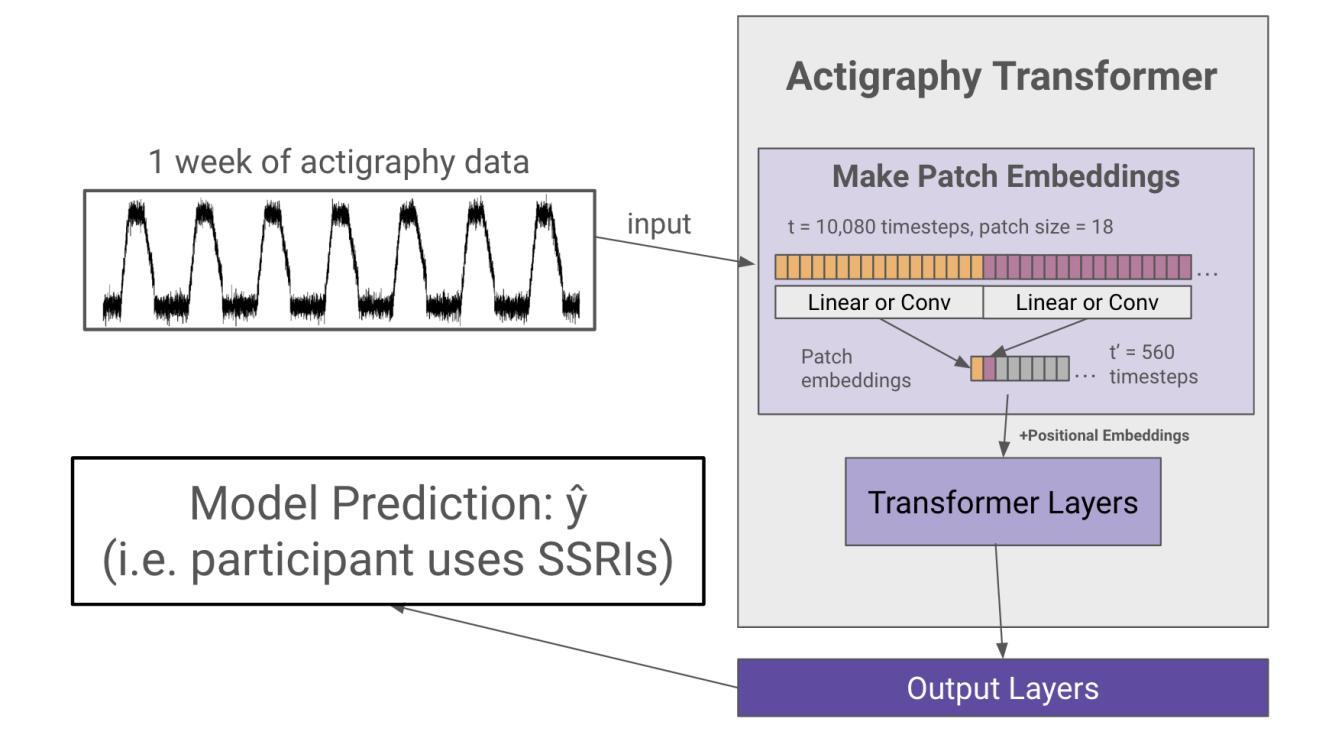 Actigraphy Transformer
1 week of actigraphy data
input
Make Patch Embeddings
t = 10,080 timesteps, patch size = 18
...
Linear or Conv
Linear or Conv
Patch
embeddings
...
t’ = 560
timesteps
+Positional Embeddings
Transformer Layers
Output Layers
Model Prediction: ŷ
(i.e. participant uses SSRIs)